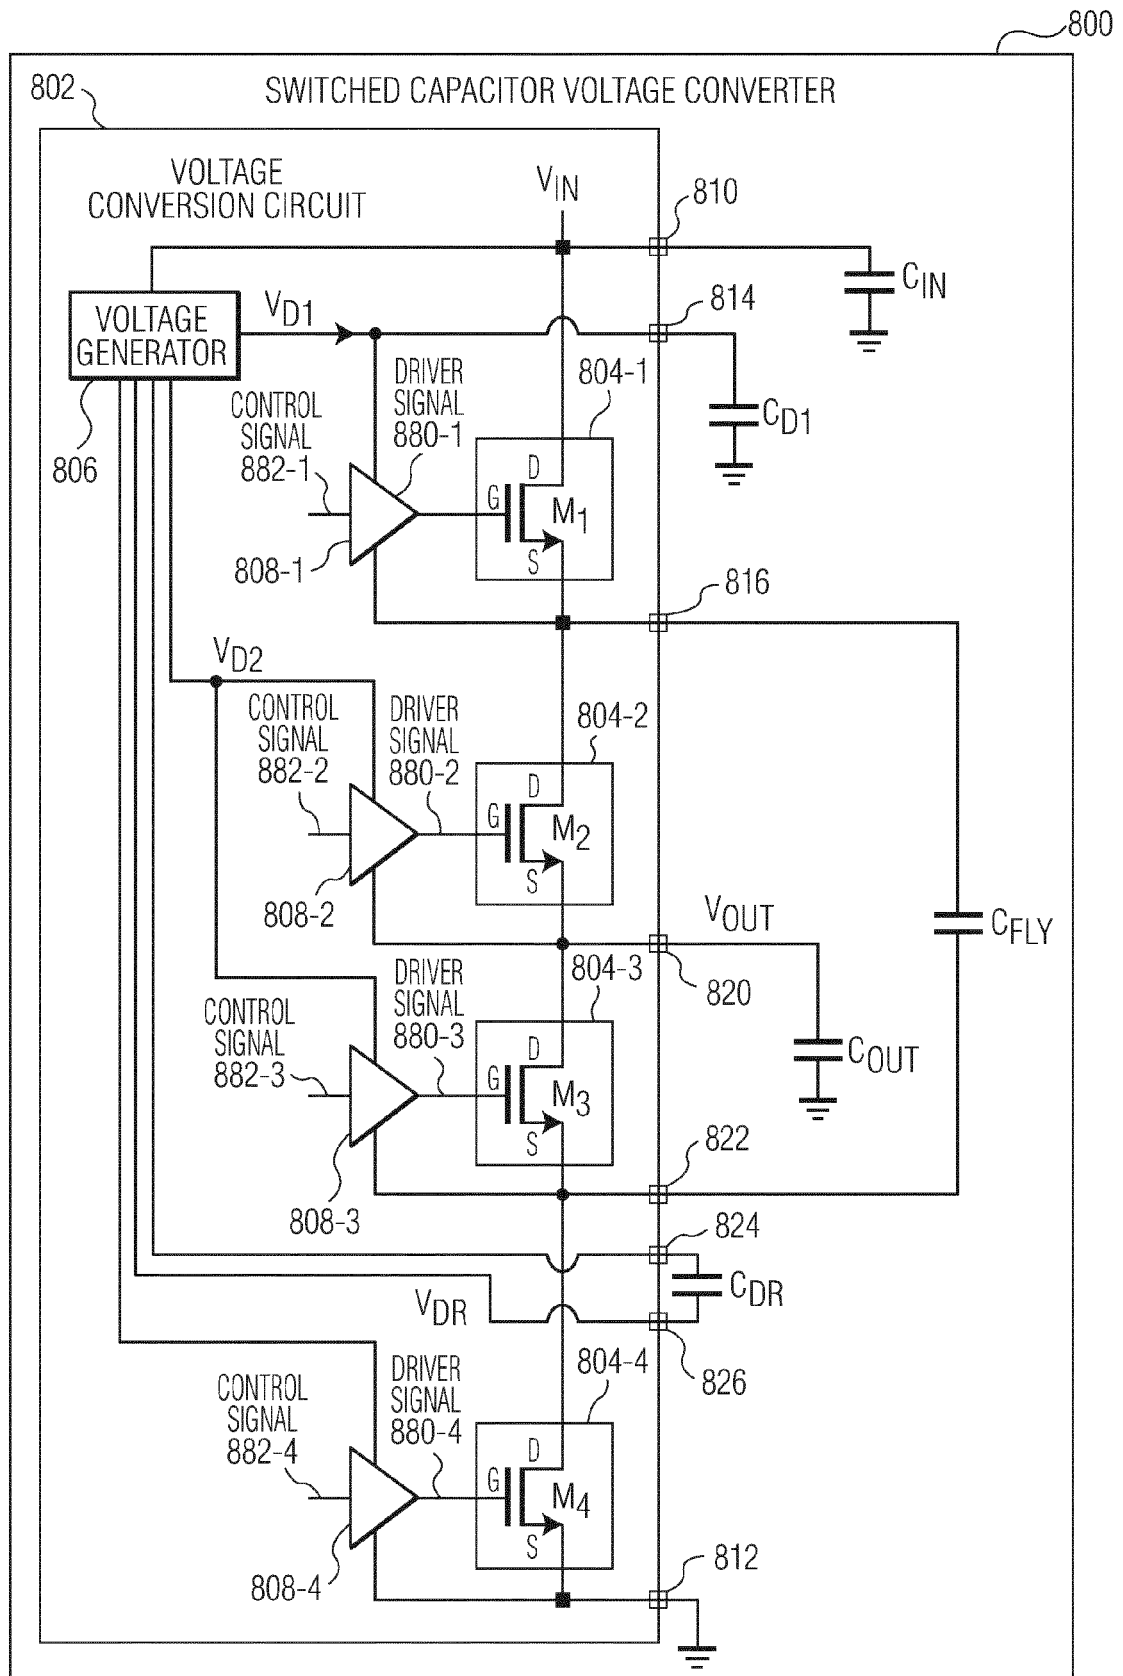 800
802
SWITCHED CAPACITOR VOLTAGE CONVERTER
VOLTAGE
CONVERSION CIRCUIT
VIN
810
CIN
VOLTAGE
GENERATOR
806
VD1
814
CD1
CONTROL
SIGNAL
882-1
DRIVER
SIGNAL
880-1
804-1
D
G
M1
S
808-1
816
VD2
CONTROL
SIGNAL
882-2
DRIVER
SIGNAL
880-2
804-2
D
G
M2
S
808-2
VOUT
820
CFLY
COUT
CONTROL
SIGNAL
882-3
DRIVER
SIGNAL
880-3
804-3
D
G
M3
S
808-3
822
824
CDR
VDR
826
CONTROL
SIGNAL
882-4
DRIVER
SIGNAL
880-4
804-4
D
G
M4
S
808-4
812